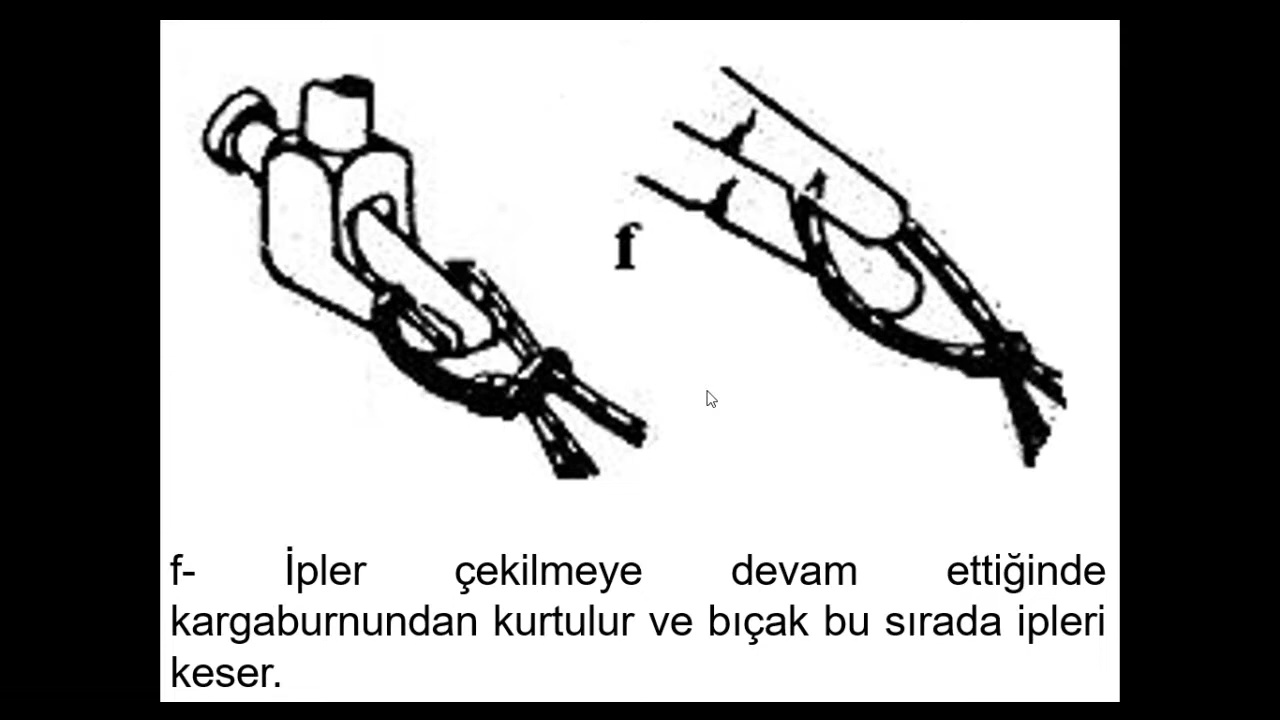 f
f- İpler çekilmeye devam ettiğinde
kargaburnundan kurtulur ve bıçak bu sırada ipleri
keser.